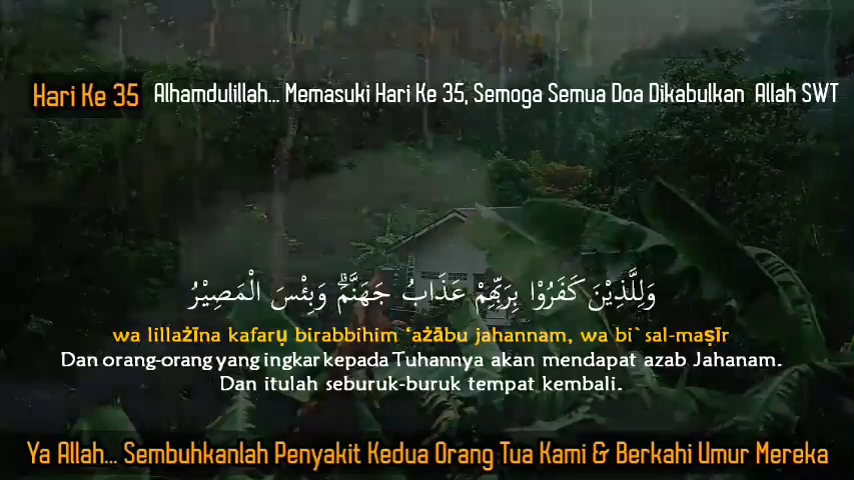 Hari Ke 35
Alhamdulillah... Memasuki Hari Ke 35, Semoga Semua Doa Dikabulkan Allah SWT
وَلِلَّذِيْنَ كَفَرُوْا بِرَبِّهِمْ عَذَابُ جَهَنَّمَۗ وَبِئْسَ الْمَصِيْرُ
wa lillażīna kafarụ birabbihim ‘ażābu jahannam, wa bi`sal-maṣīr
Dan orang-orang yang ingkar kepada Tuhannya akan mendapat azab Jahanam.
Dan itulah seburuk-buruk tempat kembali.
Ya Allah... Sembuhkanlah Penyakit Kedua Orang Tua Kami & Berkahi Umur Mereka